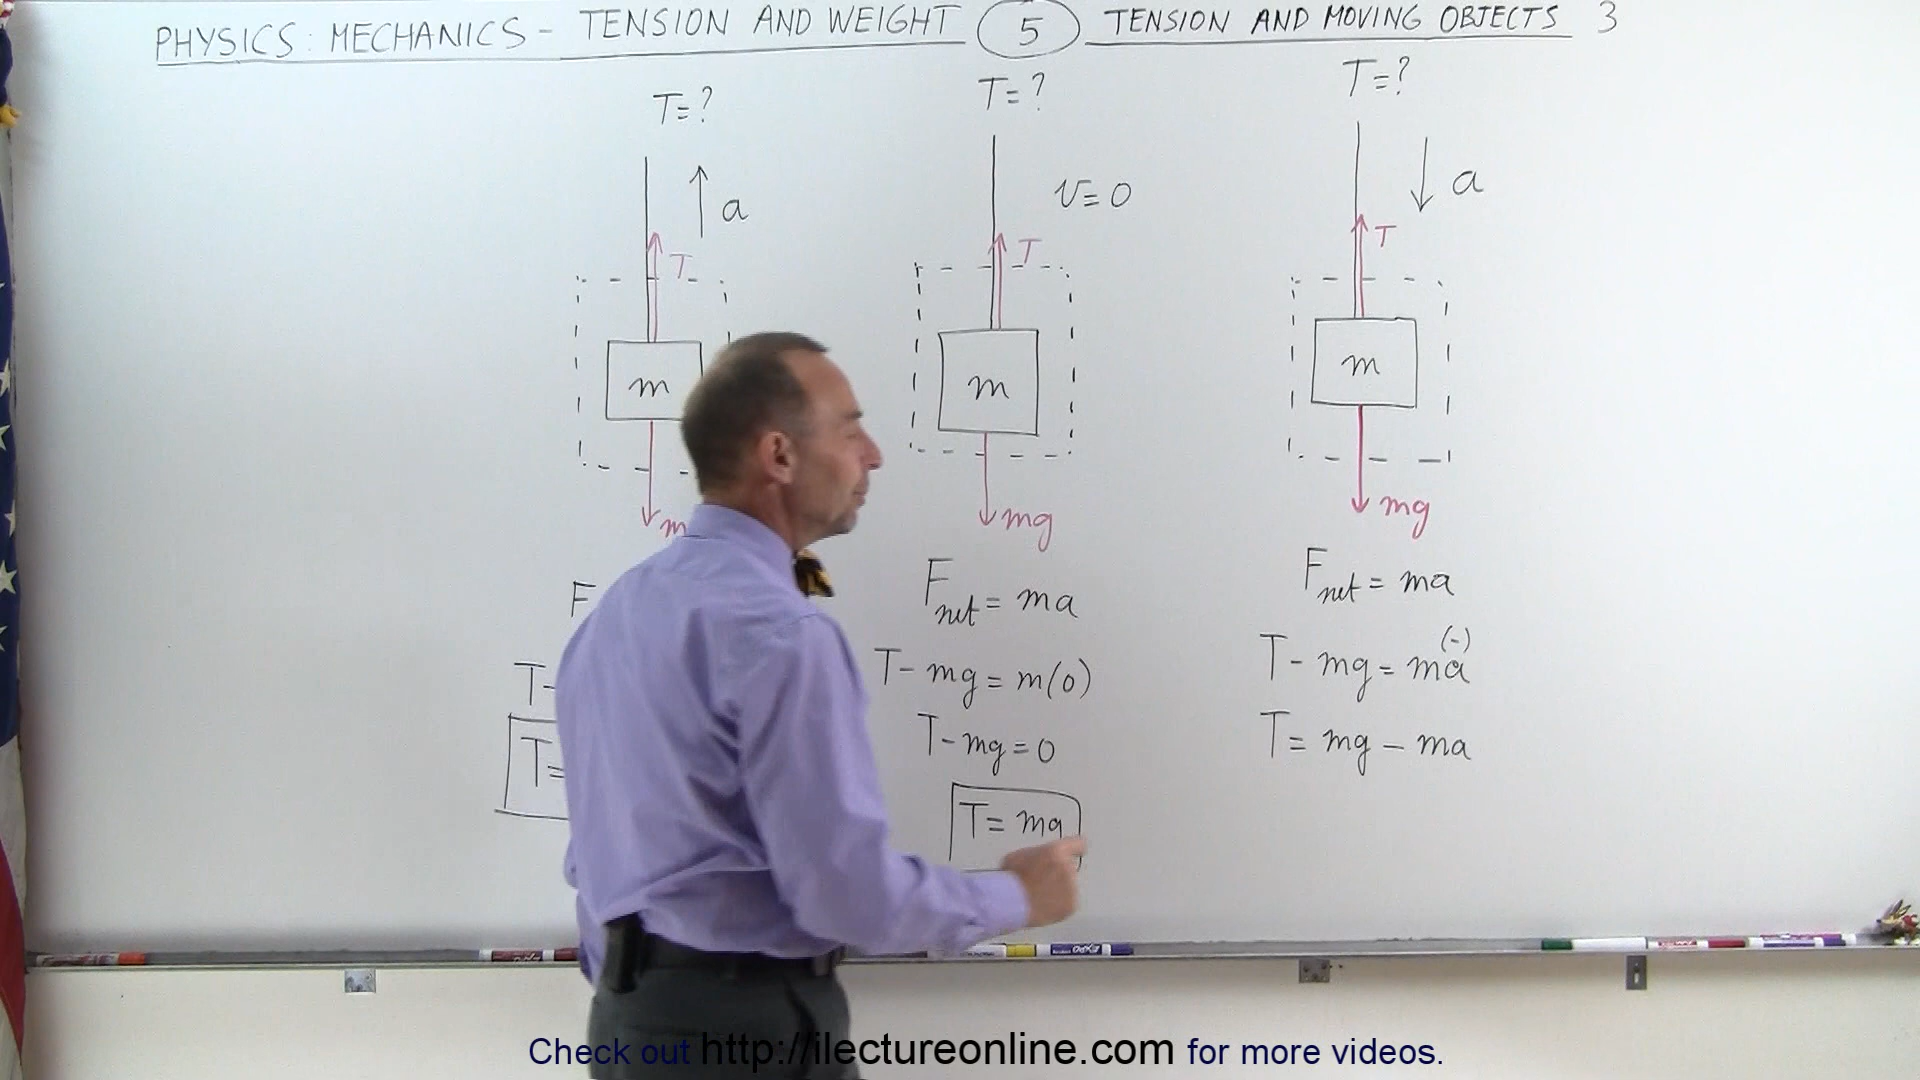 PHYSICS: MECHANICS - TENSION AND WEIGHT 5 TENSION AND MOVING OBJECTS 3
T=?
a
T
m
m
F
T-
T=
T=?
V=0
T
m
mg
Fnet = ma
T- mg = m(0)
T-mg=0
T= mg
T=?
a
T
m
mg
Fnet = ma
(-)
T- mg = ma
T= mg - ma
EXPO
Check out http://ilectureonline.com for more videos.